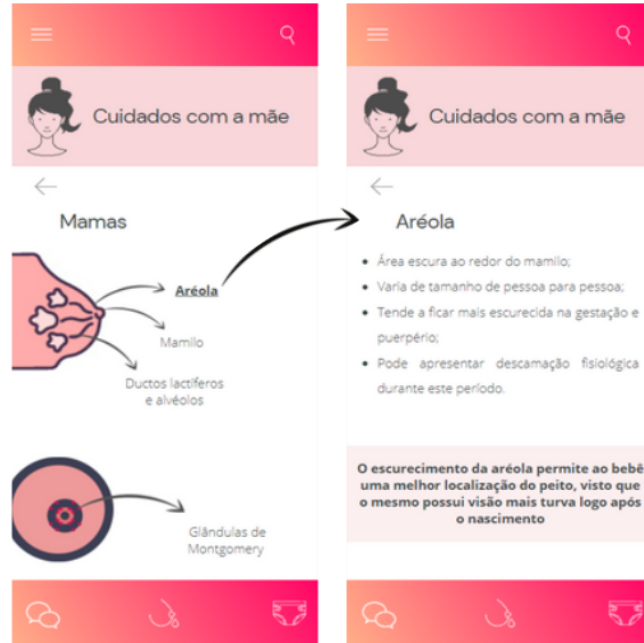 Cuidados com a mãe
Mamas
Aréola
Mamilo
Ductos lactíferos
e alvéolos
Glândulas de
Montgomery
Cuidados com a mãe
Aréola
Área escura ao redor do mamilo;
Varia de tamanho de pessoa para pessoa;
Tende a ficar mais escurecida na gestação e
puerpério;
Pode apresentar descamação fisiológica
durante este período.
O escurecimento da aréola permite ao bebê
uma melhor localização do peito, visto que
o mesmo possui visão mais turva logo após
o nascimento